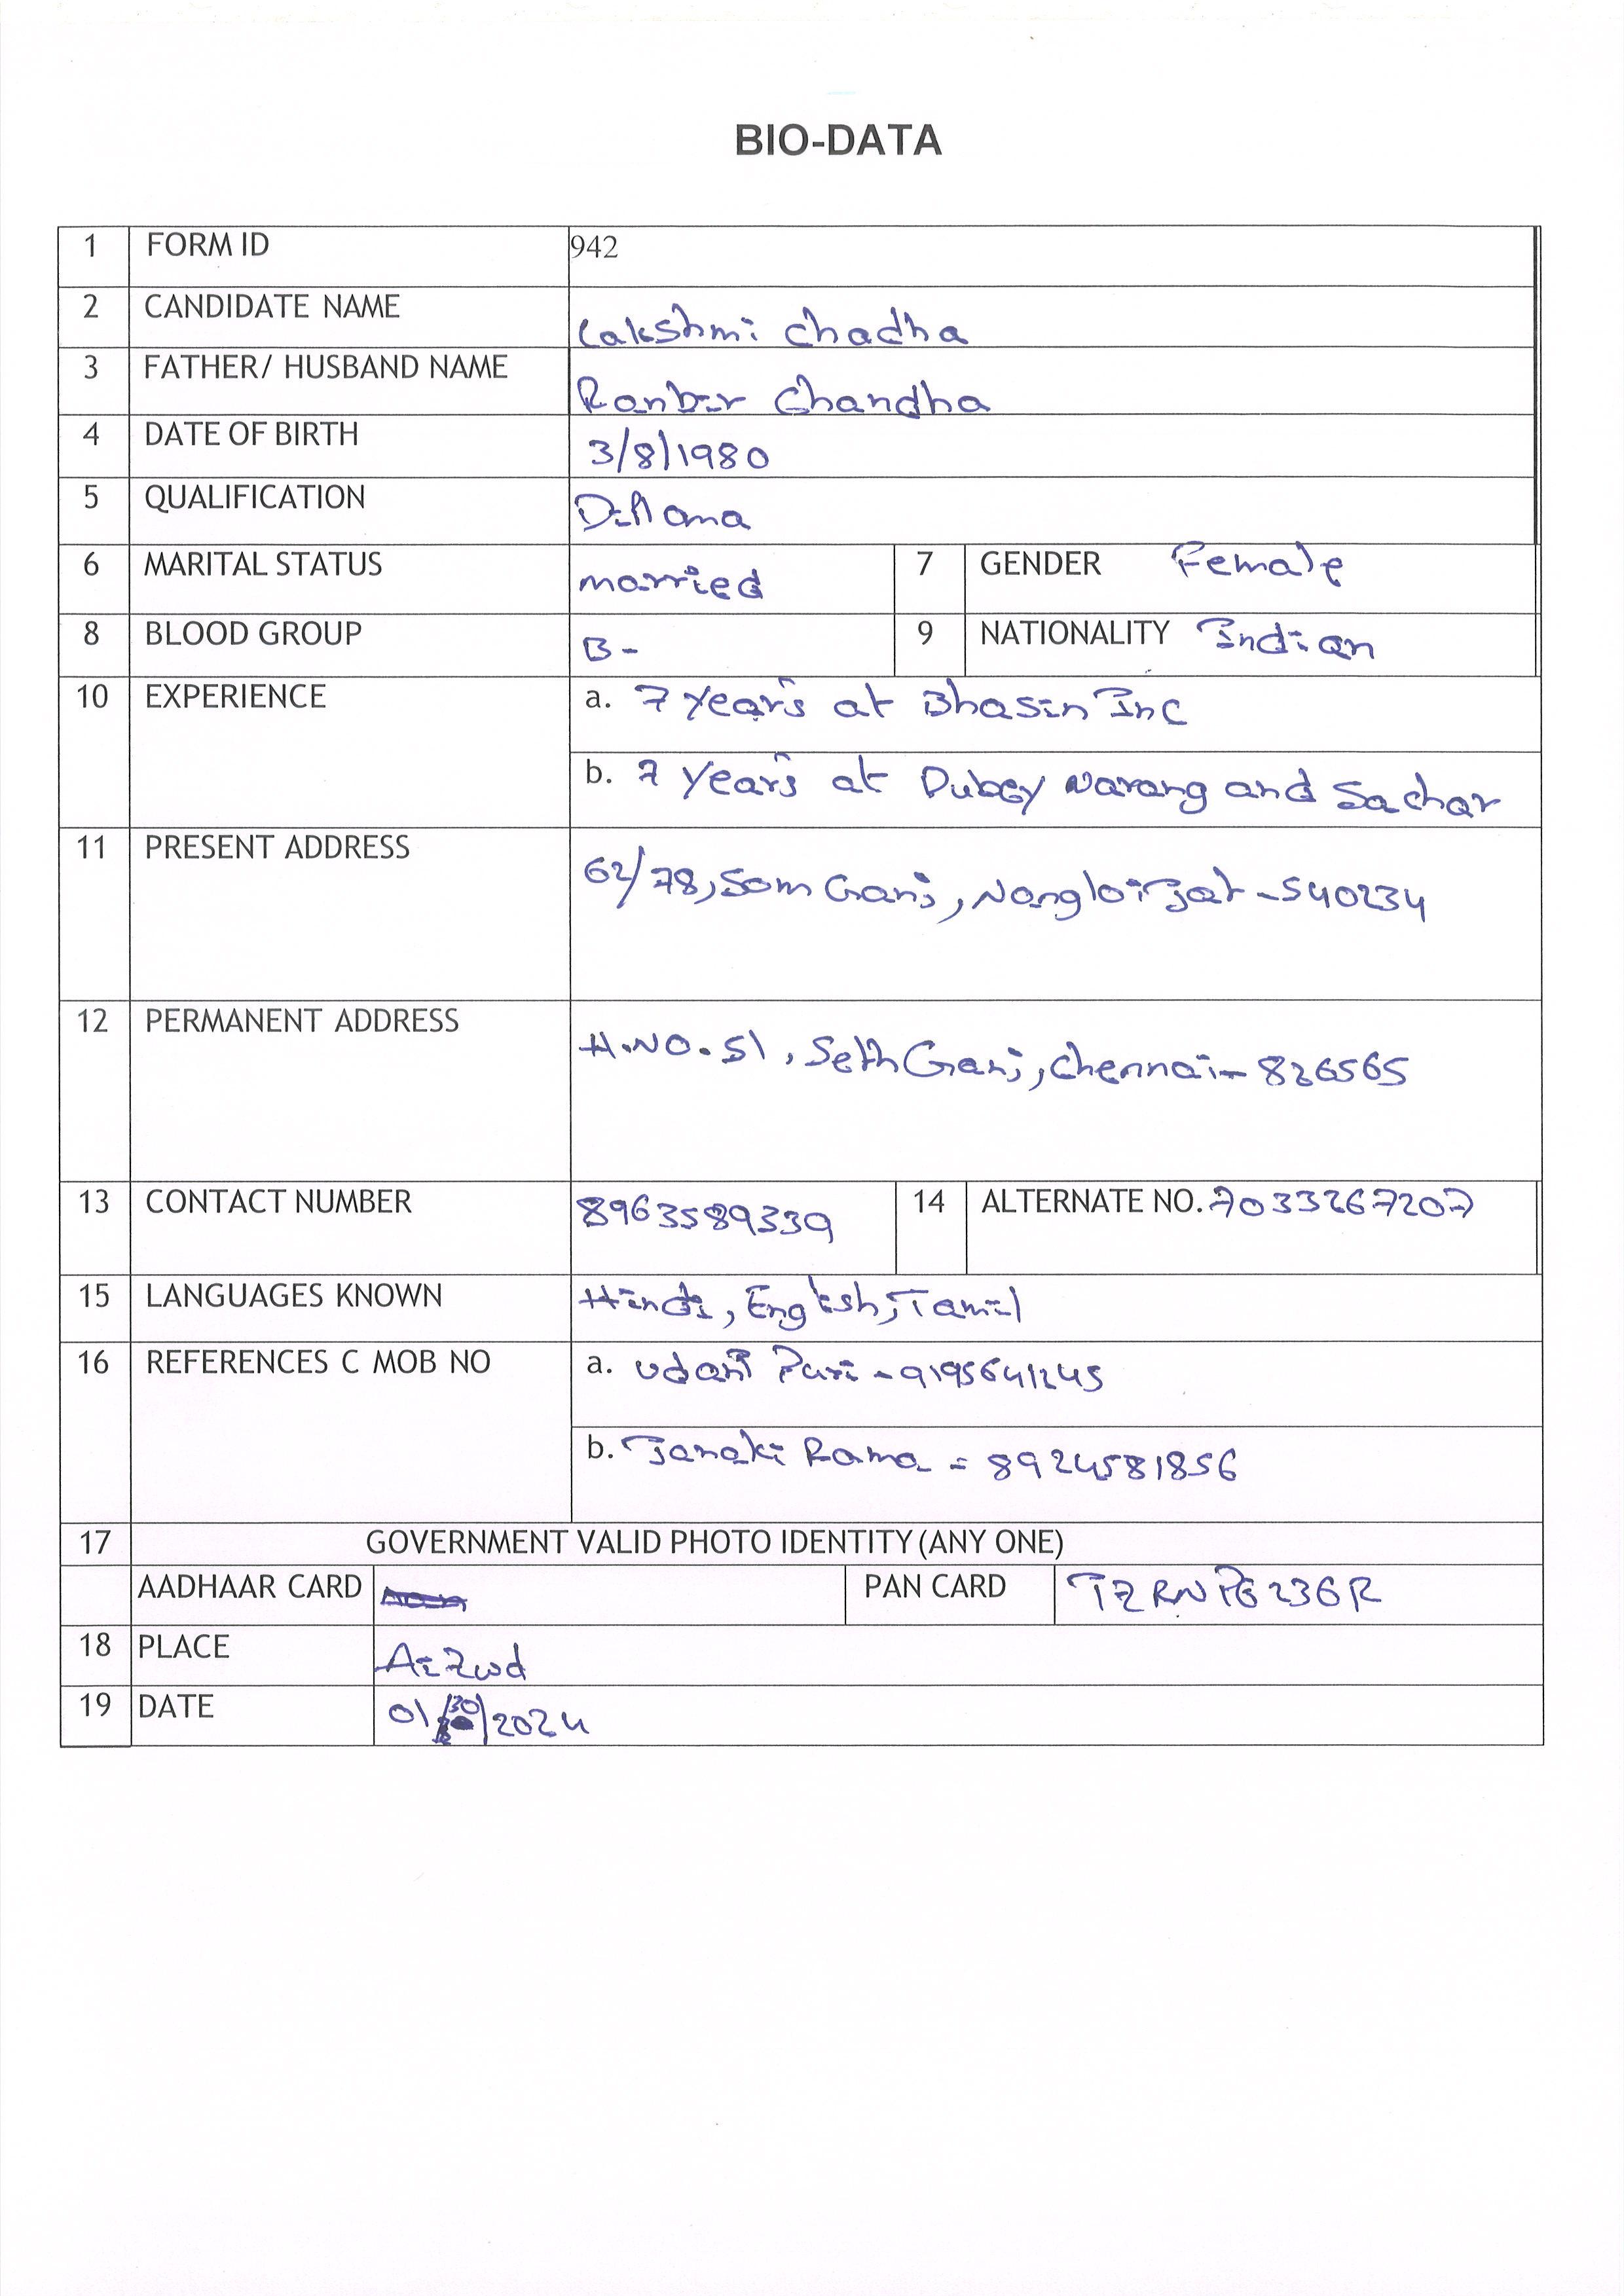 BIO-DATA
1 FORM ID 942
2 CANDIDATE NAME Lakshmi Chadha
3 FATHER/ HUSBAND NAME Ranbir Chandha
4 DATE OF BIRTH 3/8/1980
5 QUALIFICATION Diploma
6 MARITAL STATUS married 7 GENDER Female
8 BLOOD GROUP B- 9 NATIONALITY Indian
10 EXPERIENCE a. 7 years at Bhasin Inc
b. 7 years at Dubey Narang and Sachar
11 PRESENT ADDRESS 62/78, Som Ganj, Nangloi Jat - 540234
12 PERMANENT ADDRESS H.NO. 51, Seth Ganj, Chennai - 826565
13 CONTACT NUMBER 8963589339 14 ALTERNATE NO. 7033267207
15 LANGUAGES KNOWN Hindi, English, Tamil
16 REFERENCES C MOB NO a. Puri - 9195641245
b. Janaki Rama - 8924581856
17 GOVERNMENT VALID PHOTO IDENTITY (ANY ONE)
AADHAAR CARD PAN CARD
18 PLACE
19 DATE 01/30/2024